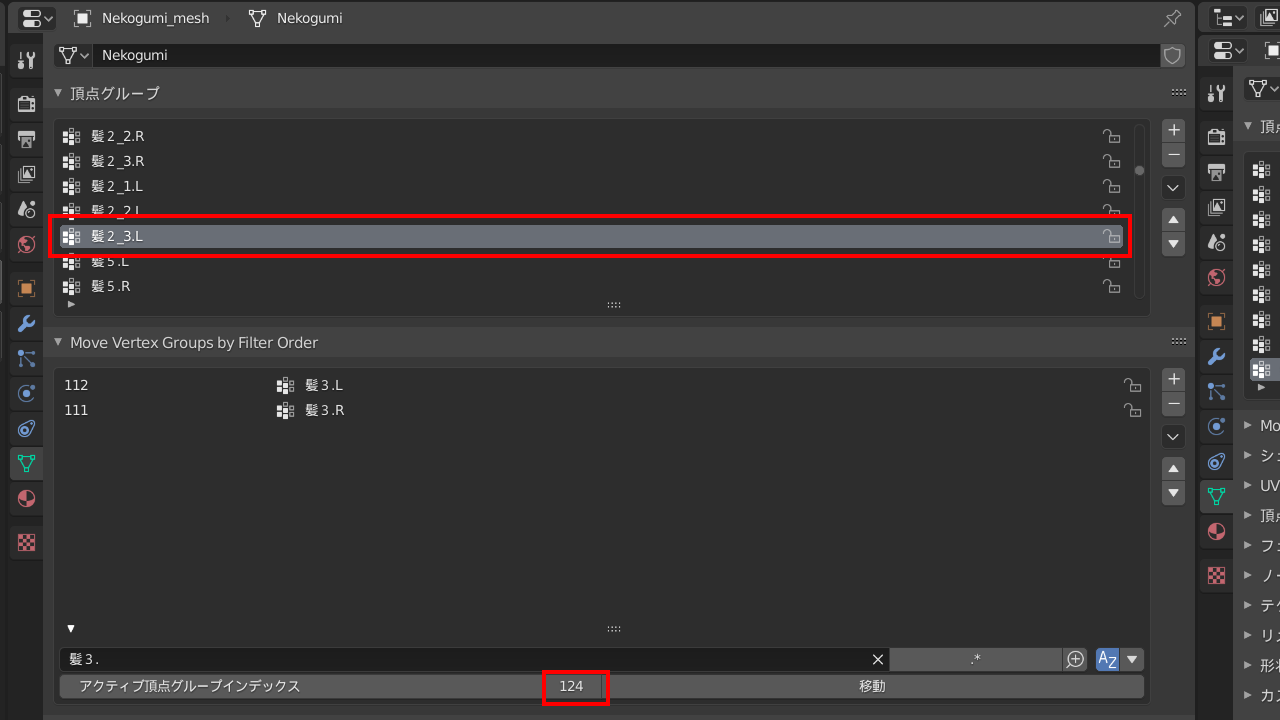 Nekogumi_mesh Nekogumi
Nekogumi
頂点グループ
髪２_2.R
髪２_3.R
髪２_1.L
髪２_2.L
髪２_3.L
髪５.L
髪５.R
Move Vertex Groups by Filter Order
112 髪３.L
111 髪３.R
髪３. .* AZ
アクティブ頂点グループインデックス 124 移動
頂
Mo
シ
UV
頂
フ
ノー
テク
リ
形
カ